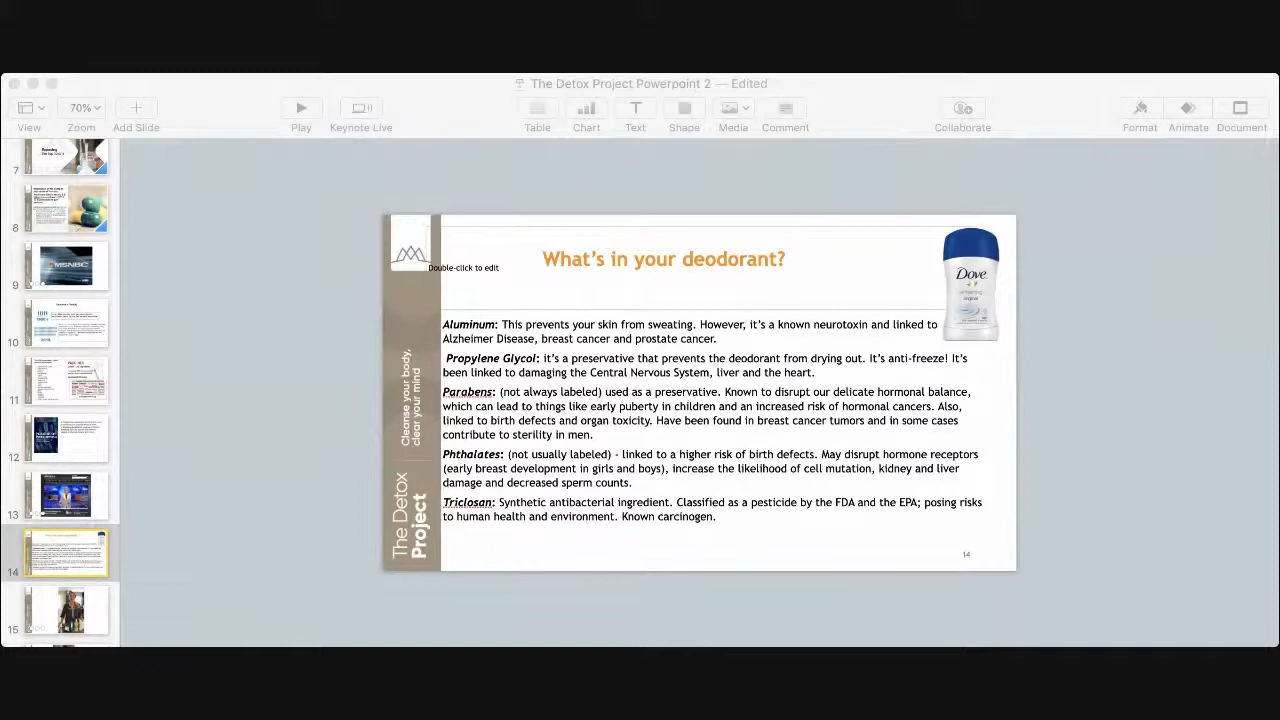 The Detox Project Powerpoint 2 — Edited
70%
View
Zoom
Add Slide
Play
Keynote Live
Table
Chart
Text
Shape
Media
Comment
Collaborate
Format
Animate
Document
7
8
9
MSNBC
10
11
12
13
14
15
What's in your deodorant?
Double-click to edit
Dove
original
Aluminum: this prevents your skin from sweating. However, it's a known neurotoxin and linked to
Alzheimer Disease, breast cancer and prostate cancer.
Propylene Glycol: it's a preservative that prevents the deodorant from drying out. It's anti-freeze! It's
been linked to damaging the Central Nervous System, liver and the heart.
Parabens: (not always labeled) used as a preservative. Known to disrupt our delicate hormonal balance,
which can lead to things like early puberty in children and an increased risk of hormonal cancers. Also,
linked to birth defects and organ toxicity. Have been found in breast cancer tumors and in some cases
contribute to sterility in men.
Phthalates: (not usually labeled) - linked to a higher rate of birth defects. May disrupt hormone receptors
(early breast development in girls and boys), increase the likelihood of cell mutation, kidney and liver
damage and decreased sperm counts.
Triclosan: Synthetic antibacterial ingredient. Classified as a pesticide by the FDA and the EPA; posing risks
to human health and environment. Known carcinogen.
Cleanse your body,
clear your mind
The Detox
Project
14